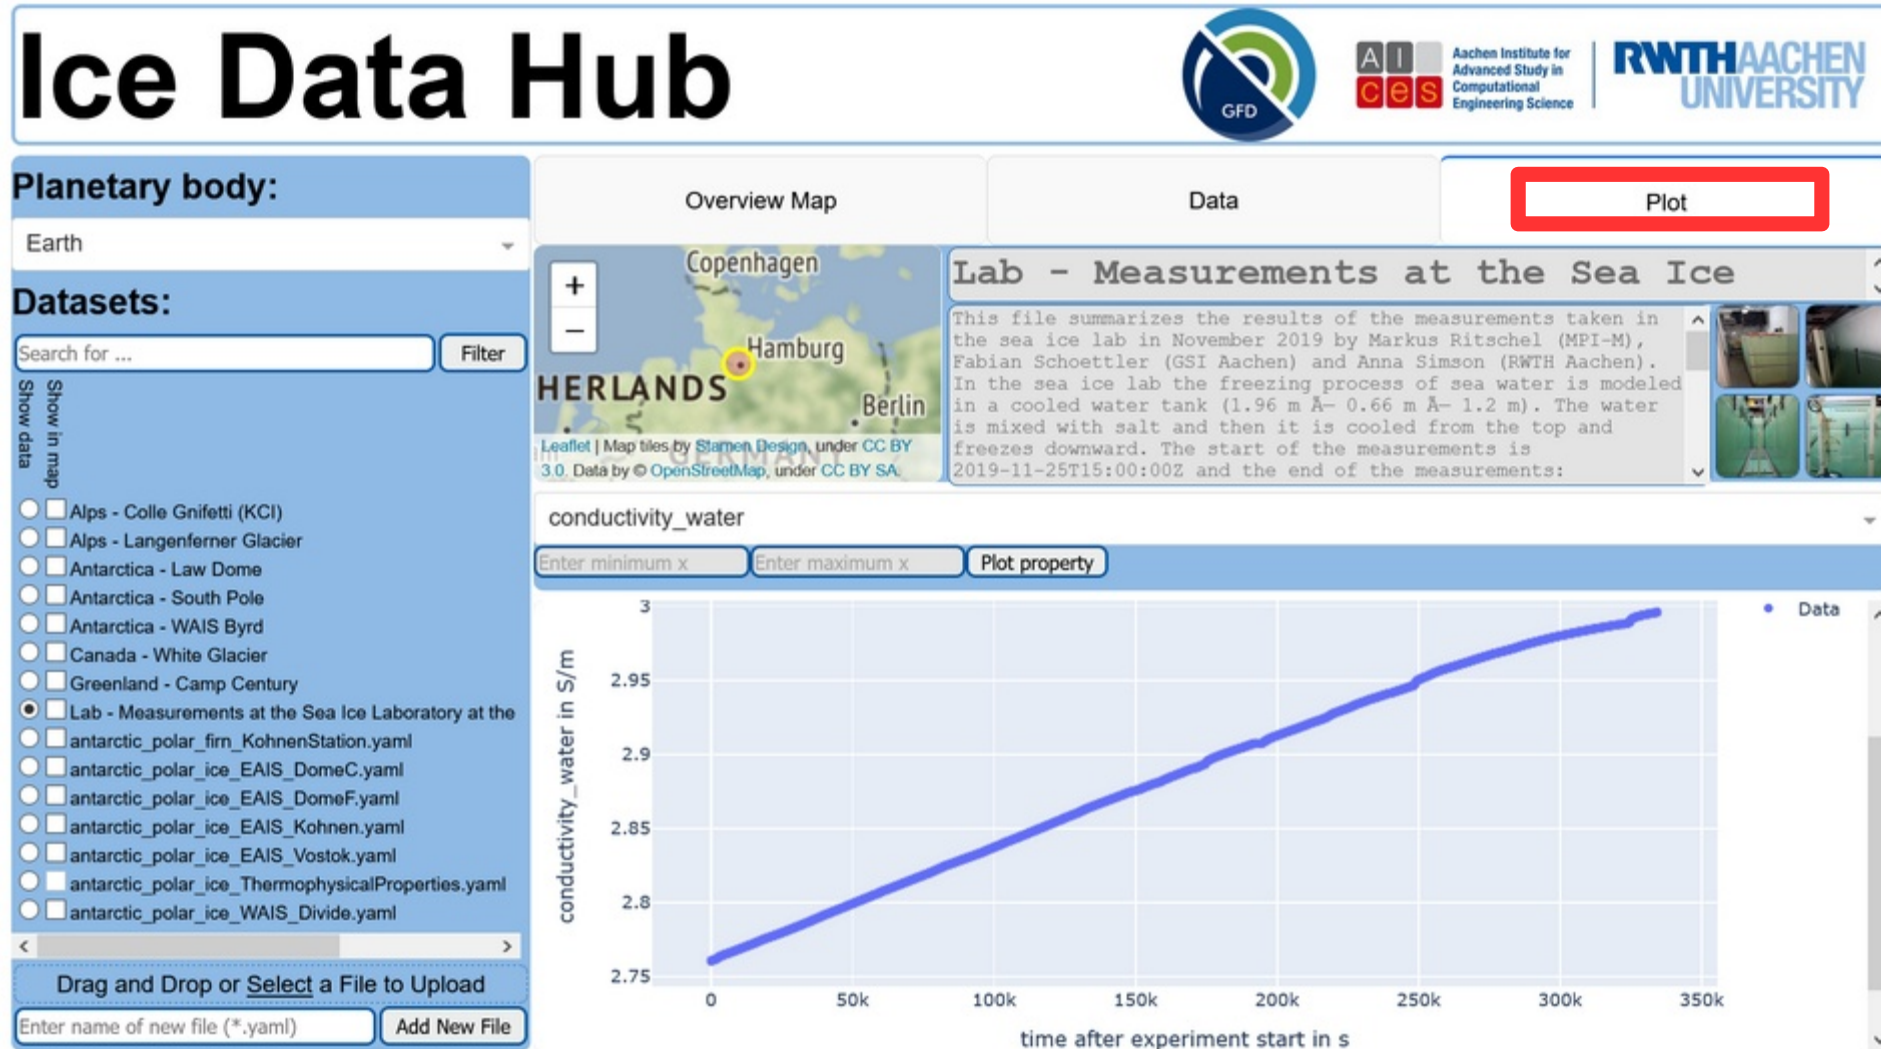 Ice Data Hub
GFD
AI
ces
Aachen Institute for
Advanced Study in
Computational
Engineering Science
RWTHAACHEN
UNIVERSITY
Planetary body:
Earth
Datasets:
Search for ...
Filter
Show data
Show in map
Alps - Colle Gnifetti (KCI)
Alps - Langenferner Glacier
Antarctica - Law Dome
Antarctica - South Pole
Antarctica - WAIS Byrd
Canada - White Glacier
Greenland - Camp Century
Lab - Measurements at the Sea Ice Laboratory at the
antarctic_polar_firn_KohnenStation.yaml
antarctic_polar_ice_EAIS_DomeC.yaml
antarctic_polar_ice_EAIS_DomeF.yaml
antarctic_polar_ice_EAIS_Kohnen.yaml
antarctic_polar_ice_EAIS_Vostok.yaml
antarctic_polar_ice_ThermophysicalProperties.yaml
antarctic_polar_ice_WAIS_Divide.yaml
Drag and Drop or Select a File to Upload
Enter name of new file (*.yaml)
Add New File
Overview Map
Data
Plot
+
−
Copenhagen
Hamburg
HERLANDS
Berlin
GERMANY
Leaflet | Map tiles by Stamen Design, under CC BY
3.0. Data by © OpenStreetMap, under CC BY SA.
Lab - Measurements at the Sea Ice
This file summarizes the results of the measurements taken in
the sea ice lab in November 2019 by Markus Ritschel (MPI-M),
Fabian Schoettler (GSI Aachen) and Anna Simson (RWTH Aachen).
In the sea ice lab the freezing process of sea water is modeled
in a cooled water tank (1.96 m Ã— 0.66 m Ã— 1.2 m). The water
is mixed with salt and then it is cooled from the top and
freezes downward. The start of the measurements is
2019-11-25T15:00:00Z and the end of the measurements:
conductivity_water
Enter minimum x
Enter maximum x
Plot property
conductivity_water in S/m
3
2.95
2.9
2.85
2.8
2.75
0
50k
100k
150k
200k
250k
300k
350k
time after experiment start in s
Data